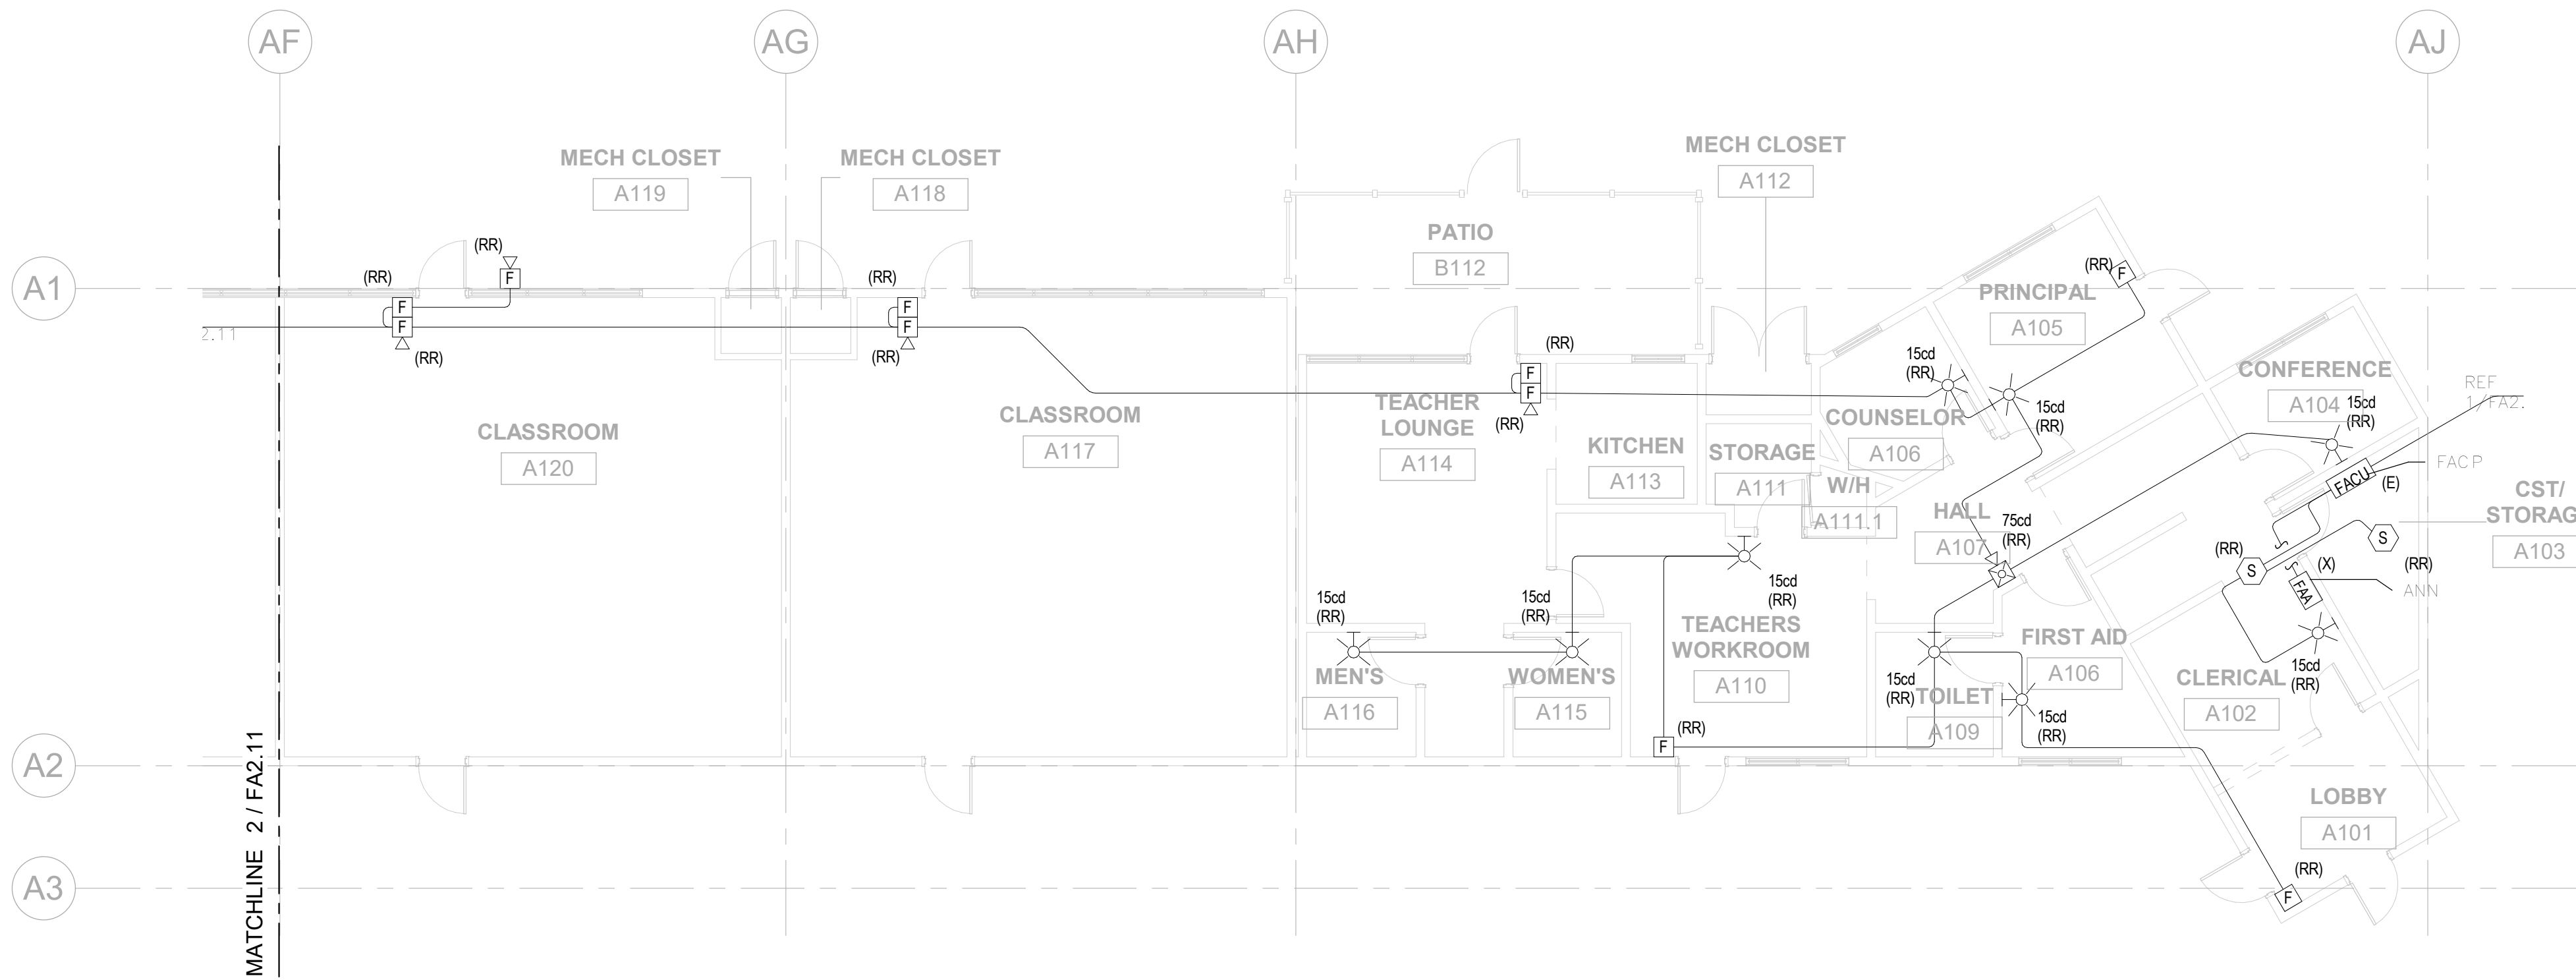 AF
AG
AH
AJ
MECH CLOSET
A119
MECH CLOSET
A118
MECH CLOSET
A112
PATIO
B112
A1
(RR)
F
(RR)
F
F
(RR)
(RR)
F
F
(RR)
2.11
(RR)
F
PRINCIPAL
A105
(RR)
F
F
(RR)
15cd
(RR)
15cd
(RR)
CONFERENCE
A104
15cd
(RR)
REF
1/FA2.
CLASSROOM
A120
CLASSROOM
A117
TEACHER
LOUNGE
A114
KITCHEN
A113
STORAGE
A111
COUNSELOR
A106
W/H
A111.1
HALL
A107
75cd
(RR)
FACU
(E)
FACP
CST/
STORAG
A103
S
(RR)
S
(RR)
(X)
FAA
ANN
15cd
(RR)
15cd
(RR)
15cd
(RR)
MEN'S
A116
WOMEN'S
A115
TEACHERS
WORKROOM
A110
F
(RR)
15cd
(RR)
TOILET
A109
FIRST AID
A106
15cd
(RR)
CLERICAL
A102
15cd
(RR)
LOBBY
A101
(RR)
F
A2
A3
MATCHLINE 2 / FA2.11